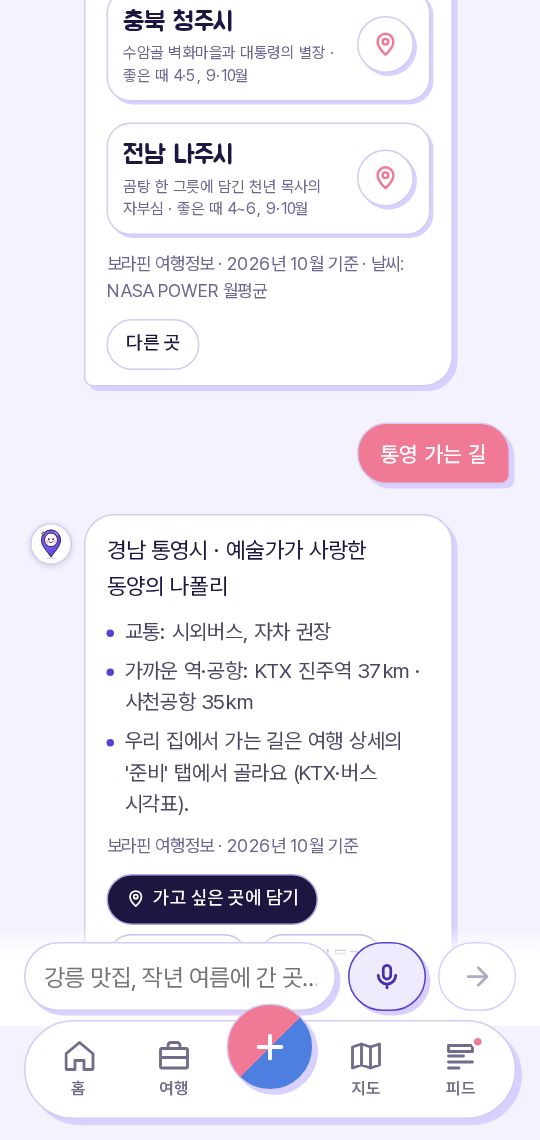 충북 청주시
수암골 벽화마을과 대통령의 별장 ·
좋은 때 4·5, 9·10월
전남 나주시
곰탕 한 그릇에 담긴 천년 목사의
자부심 · 좋은 때 4~6, 9·10월
보라핀 여행정보 · 2026년 10월 기준 · 날씨:
NASA POWER 월평균
다른 곳
통영 가는 길
경남 통영시 · 예술가가 사랑한
동양의 나폴리
교통: 시외버스, 자차 권장
가까운 역·공항: KTX 진주역 37km ·
사천공항 35km
우리 집에서 가는 길은 여행 상세의
'준비' 탭에서 골라요 (KTX·버스
시각표).
보라핀 여행정보 · 2026년 10월 기준
가고 싶은 곳에 담기
강릉 맛집, 작년 여름에 간 곳...
홈
여행
지도
피드